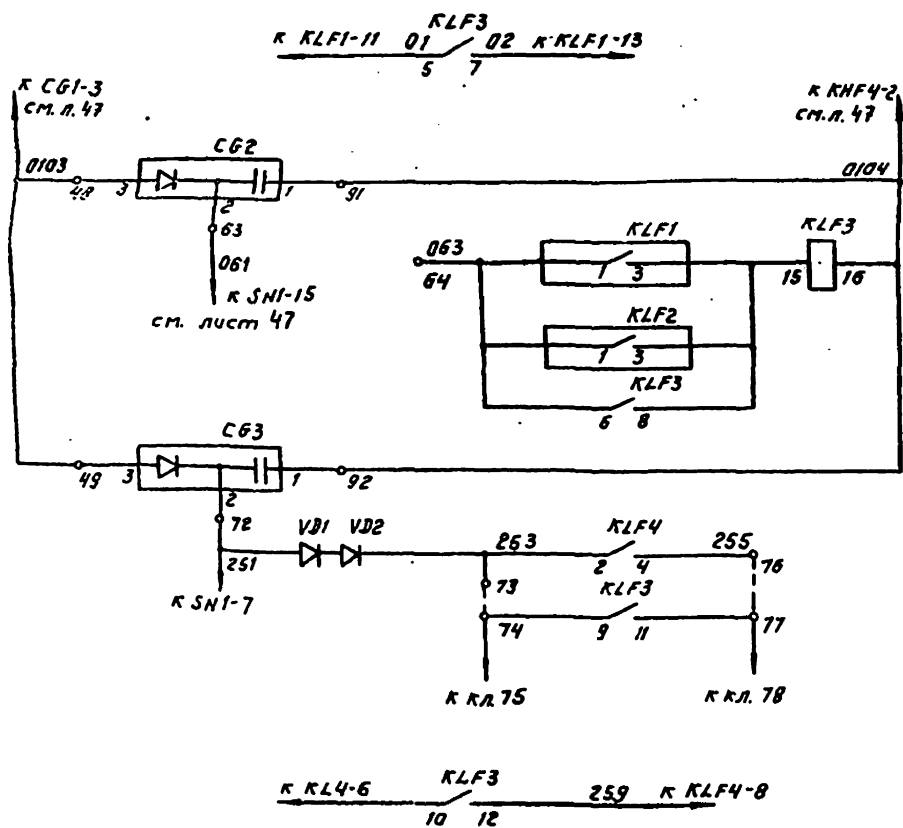 KLF3
к KLF1-11 01 02 к KLF1-13
5 7
к CG1-3
см.л.47
к KHF4-2
см.л.47
CG2
0103 0104
48 3 1 91
2
63
061
к SN1-15
см. лист 47
KLF1 KLF3
063
64 1 3 15 16
KLF2
1 3
KLF3
6 8
CG3
49 3 1 92
2
72
VD1 VD2 263 KLF4 255
251 2 4 76
73 KLF3
к SN1-7
74 9 11 77
к кл. 75 к кл. 78
KLF3
к KL4-6 259 к KLF4-8
10 12